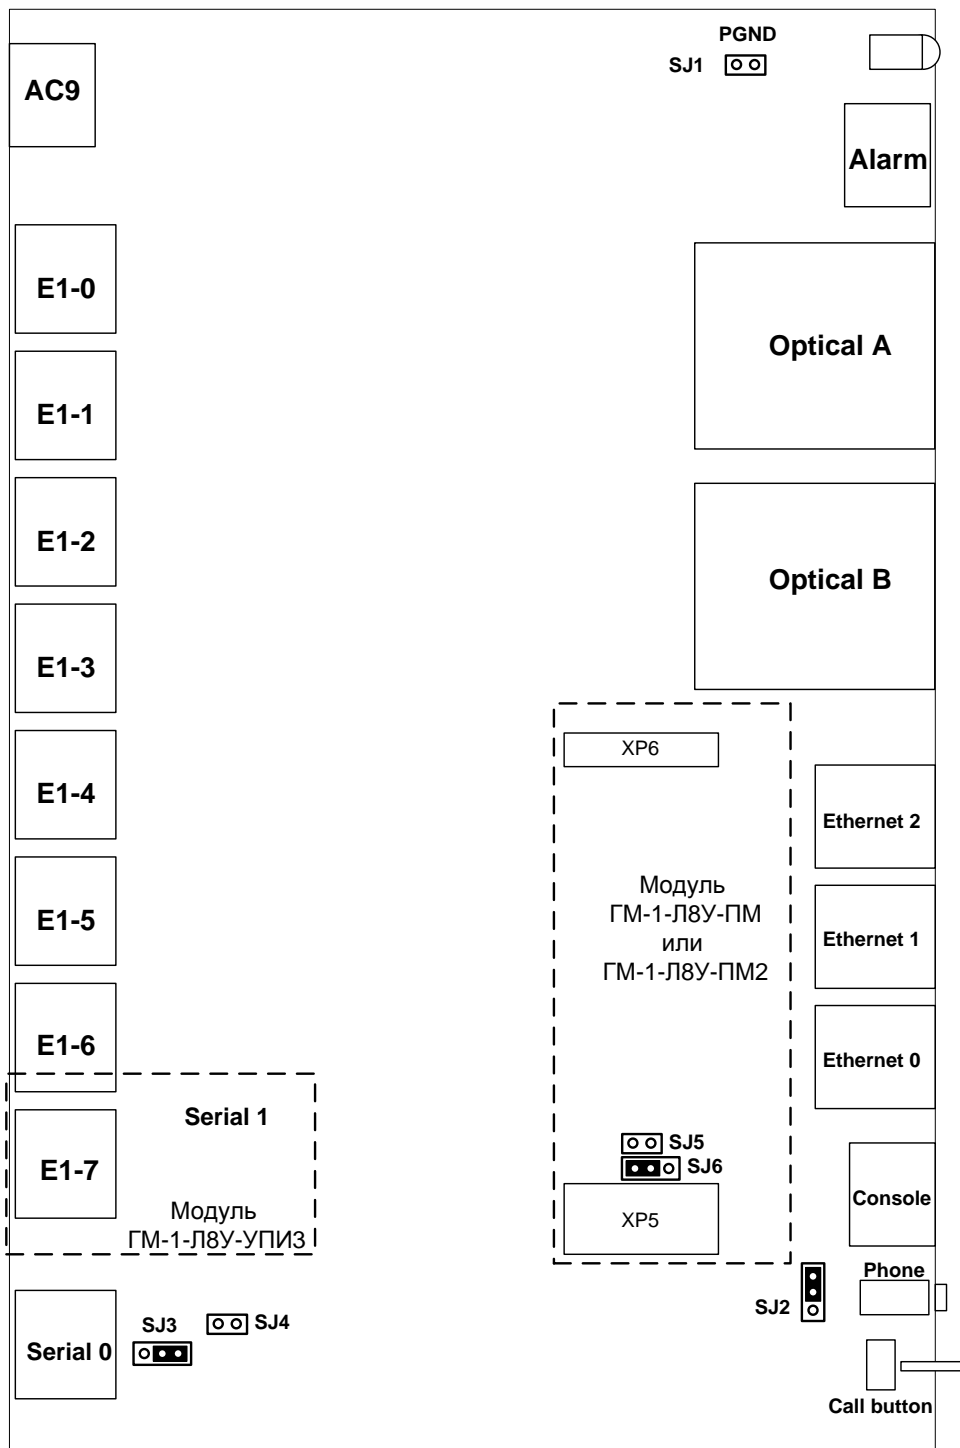 PGND
SJ1
AC9
Alarm
E1-0
Optical A
E1-1
E1-2
Optical B
E1-3
XP6
E1-4
Ethernet 2
Модуль
ГМ-1-Л8У-ПМ
или
ГМ-1-Л8У-ПМ2
E1-5
Ethernet 1
E1-6
Ethernet 0
Serial 1
SJ5
SJ6
E1-7
Console
Модуль
ГМ-1-Л8У-УПИ3
XP5
Phone
SJ2
SJ3
SJ4
Serial 0
Call button